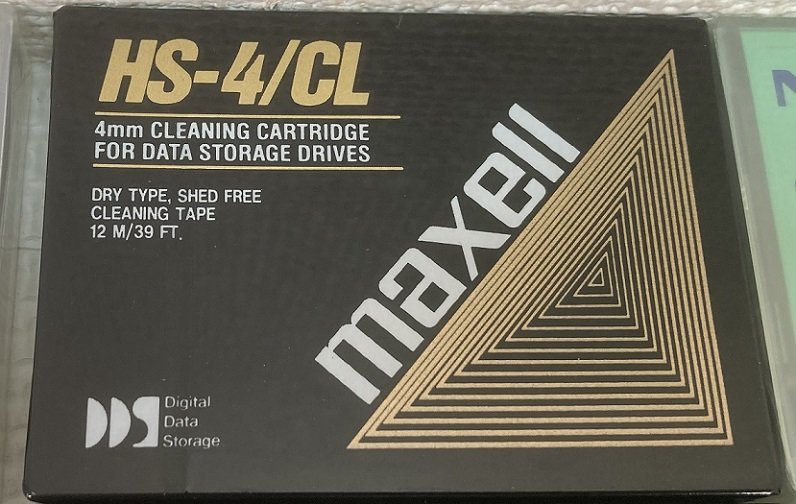 HS-4/CL
4mm CLEANING CARTRIDGE
FOR DATA STORAGE DRIVES
DRY TYPE, SHED FREE
CLEANING TAPE
12 M/39 FT.
maxell
DDS
Digital
Data
Storage